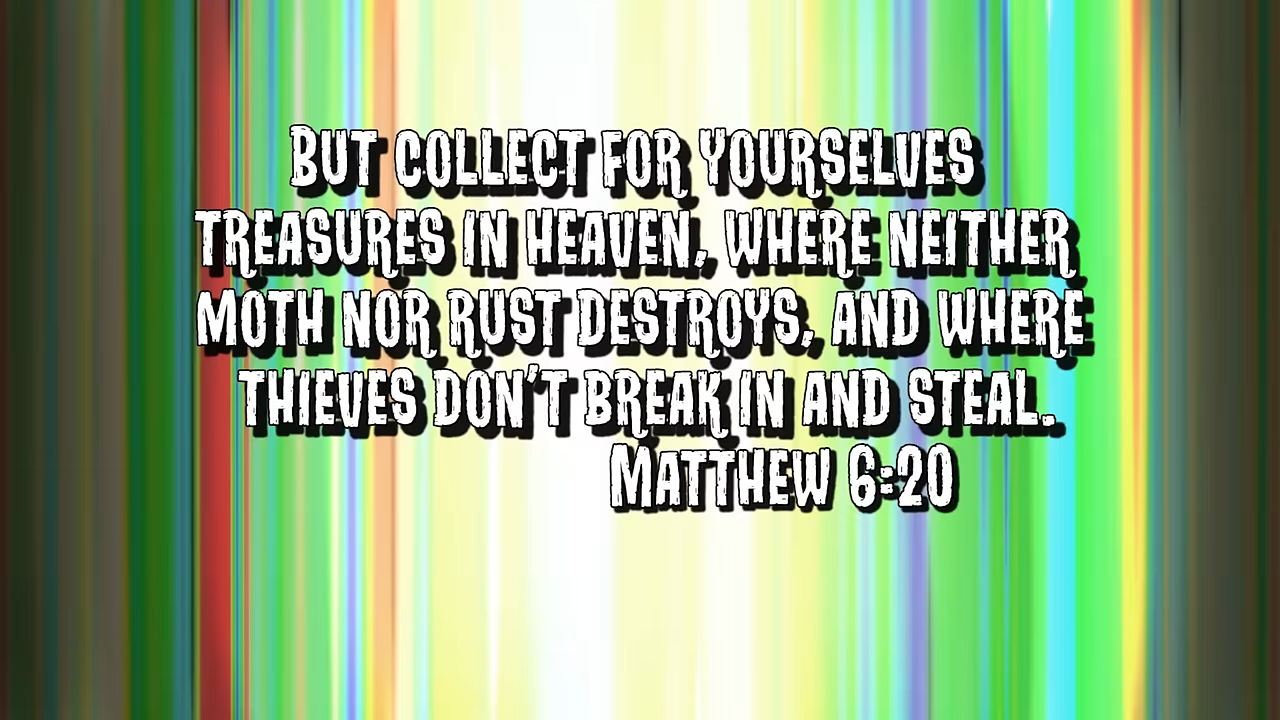 But collect for yourselves
treasures in heaven, where neither
moth nor rust destroys, and where
thieves don't break in and steal.
Matthew 6:20